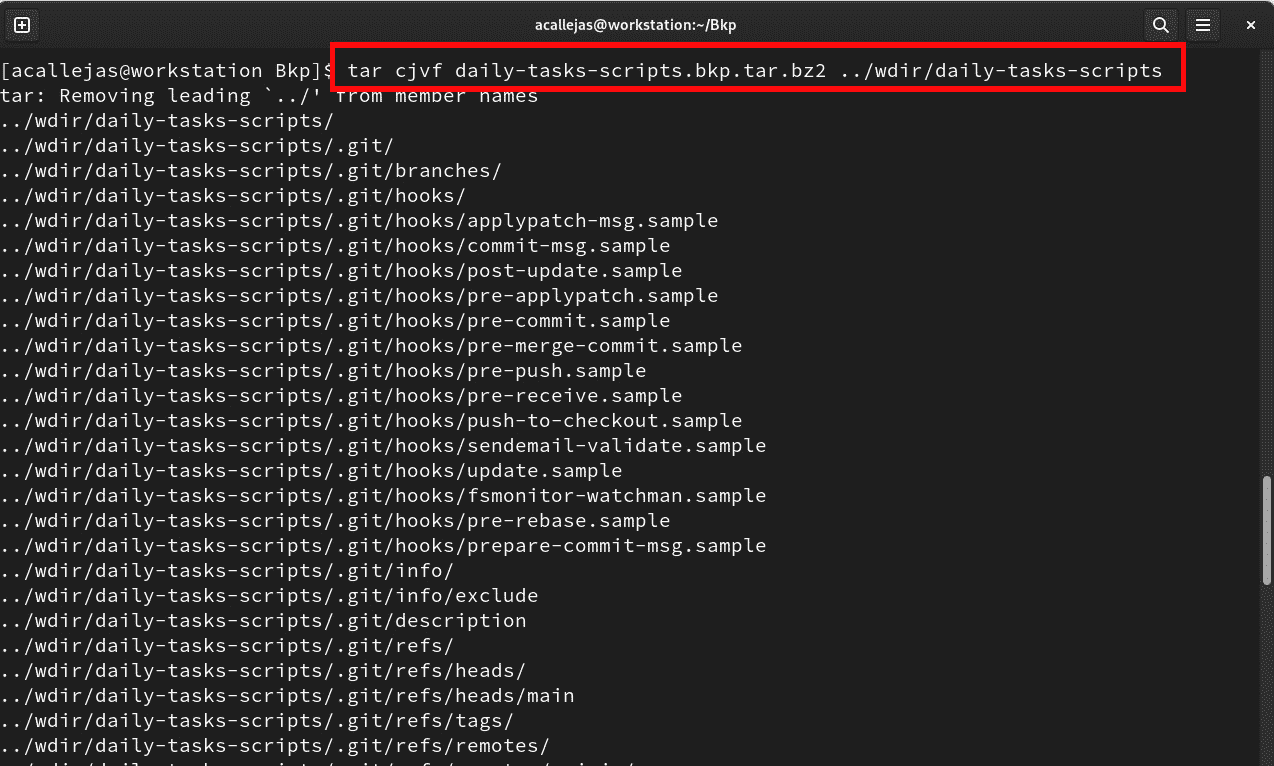 acallejas@workstation:~/Bkp
[acallejas@workstation Bkp]$ tar cjvf daily-tasks-scripts.bkp.tar.bz2 ../wdir/daily-tasks-scripts
tar: Removing leading `../' from member names
../wdir/daily-tasks-scripts/
../wdir/daily-tasks-scripts/.git/
../wdir/daily-tasks-scripts/.git/branches/
../wdir/daily-tasks-scripts/.git/hooks/
../wdir/daily-tasks-scripts/.git/hooks/applypatch-msg.sample
../wdir/daily-tasks-scripts/.git/hooks/commit-msg.sample
../wdir/daily-tasks-scripts/.git/hooks/post-update.sample
../wdir/daily-tasks-scripts/.git/hooks/pre-applypatch.sample
../wdir/daily-tasks-scripts/.git/hooks/pre-commit.sample
../wdir/daily-tasks-scripts/.git/hooks/pre-merge-commit.sample
../wdir/daily-tasks-scripts/.git/hooks/pre-push.sample
../wdir/daily-tasks-scripts/.git/hooks/pre-receive.sample
../wdir/daily-tasks-scripts/.git/hooks/push-to-checkout.sample
../wdir/daily-tasks-scripts/.git/hooks/sendemail-validate.sample
../wdir/daily-tasks-scripts/.git/hooks/update.sample
../wdir/daily-tasks-scripts/.git/hooks/fsmonitor-watchman.sample
../wdir/daily-tasks-scripts/.git/hooks/pre-rebase.sample
../wdir/daily-tasks-scripts/.git/hooks/prepare-commit-msg.sample
../wdir/daily-tasks-scripts/.git/info/
../wdir/daily-tasks-scripts/.git/info/exclude
../wdir/daily-tasks-scripts/.git/description
../wdir/daily-tasks-scripts/.git/refs/
../wdir/daily-tasks-scripts/.git/refs/heads/
../wdir/daily-tasks-scripts/.git/refs/heads/main
../wdir/daily-tasks-scripts/.git/refs/tags/
../wdir/daily-tasks-scripts/.git/refs/remotes/